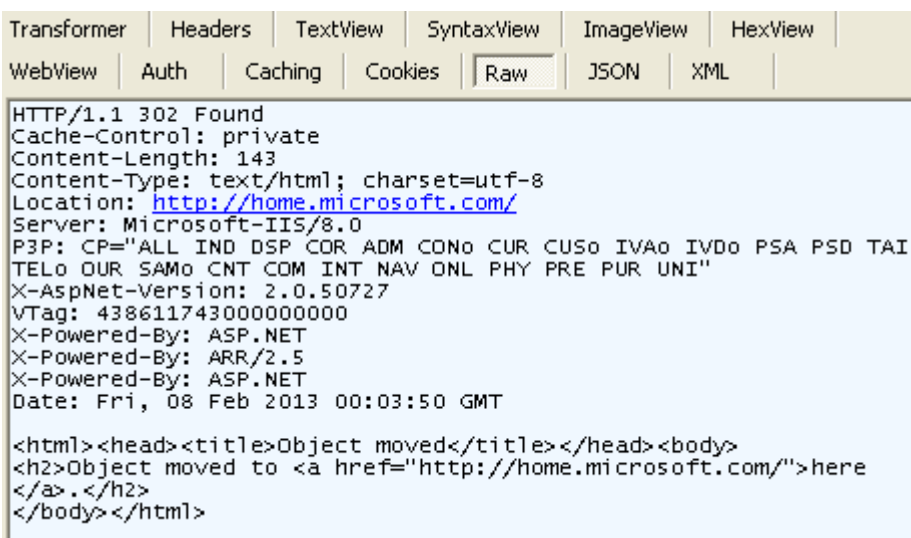 Transformer Headers TextView SyntaxView ImageView HexView
WebView Auth Caching Cookies Raw JSON XML
HTTP/1.1 302 Found
Cache-Control: private
Content-Length: 143
Content-Type: text/html; charset=utf-8
Location: http://home.microsoft.com/
Server: Microsoft-IIS/8.0
P3P: CP="ALL IND DSP COR ADM CONo CUR CUSo IVAo IVDo PSA PSD TAI
TELo OUR SAMo CNT COM INT NAV ONL PHY PRE PUR UNI"
X-AspNet-Version: 2.0.50727
VTag: 438611743000000000
X-Powered-By: ASP.NET
X-Powered-By: ARR/2.5
X-Powered-By: ASP.NET
Date: Fri, 08 Feb 2013 00:03:50 GMT
<html><head><title>Object moved</title></head><body>
<h2>Object moved to <a href="http://home.microsoft.com/">here
</a>.</h2>
</body></html>